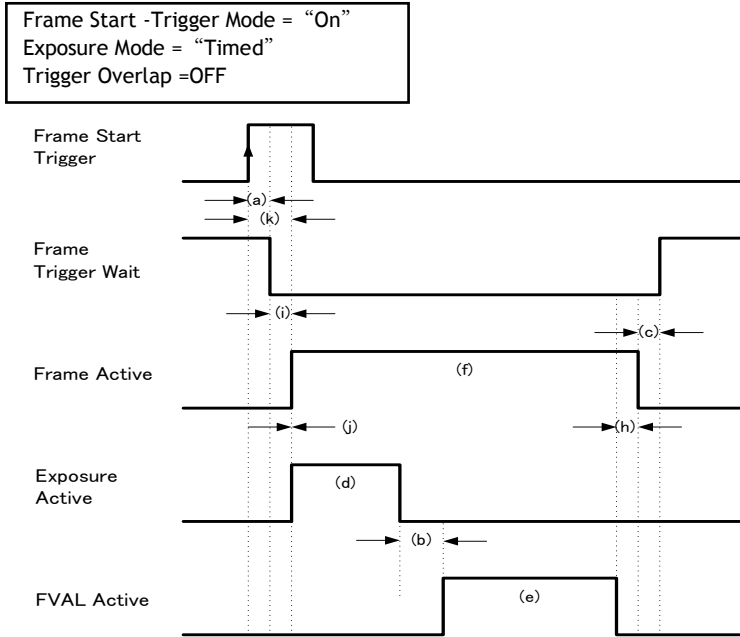 Frame Start -Trigger Mode = “On”
Exposure Mode = “Timed”
Trigger Overlap =OFF
Frame Start
Trigger
(a)
(k)
Frame
Trigger Wait
(i)
(c)
Frame Active
(f)
(j)
(h)
Exposure
Active
(d)
(b)
FVAL Active
(e)